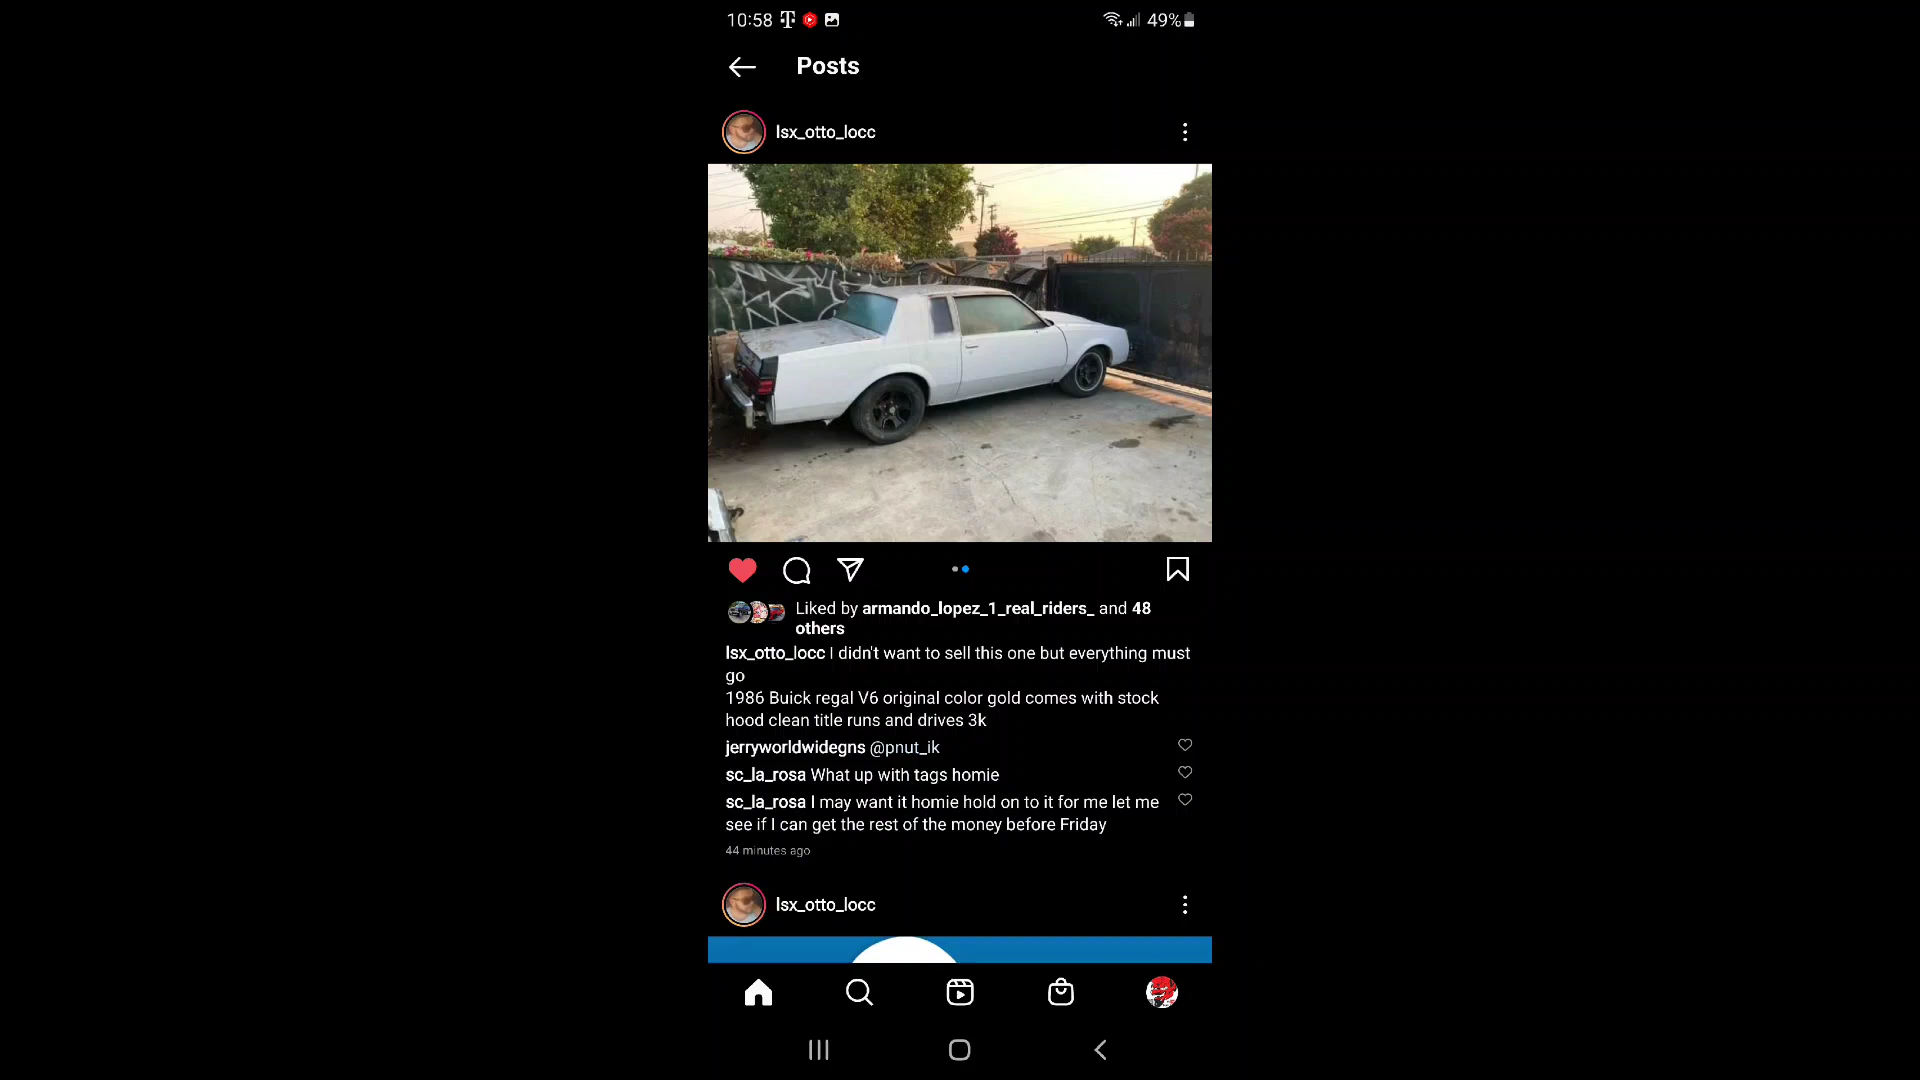 10:58
49%
Posts
lsx_otto_locc
Liked by armando_lopez_1_real_riders_ and 48
others
lsx_otto_locc I didn't want to sell this one but everything must
go
1986 Buick regal V6 original color gold comes with stock
hood clean title runs and drives 3k
jerryworldwidegns @pnut_ik
sc_la_rosa What up with tags homie
sc_la_rosa I may want it homie hold on to it for me let me
see if I can get the rest of the money before Friday
44 minutes ago
lsx_otto_locc